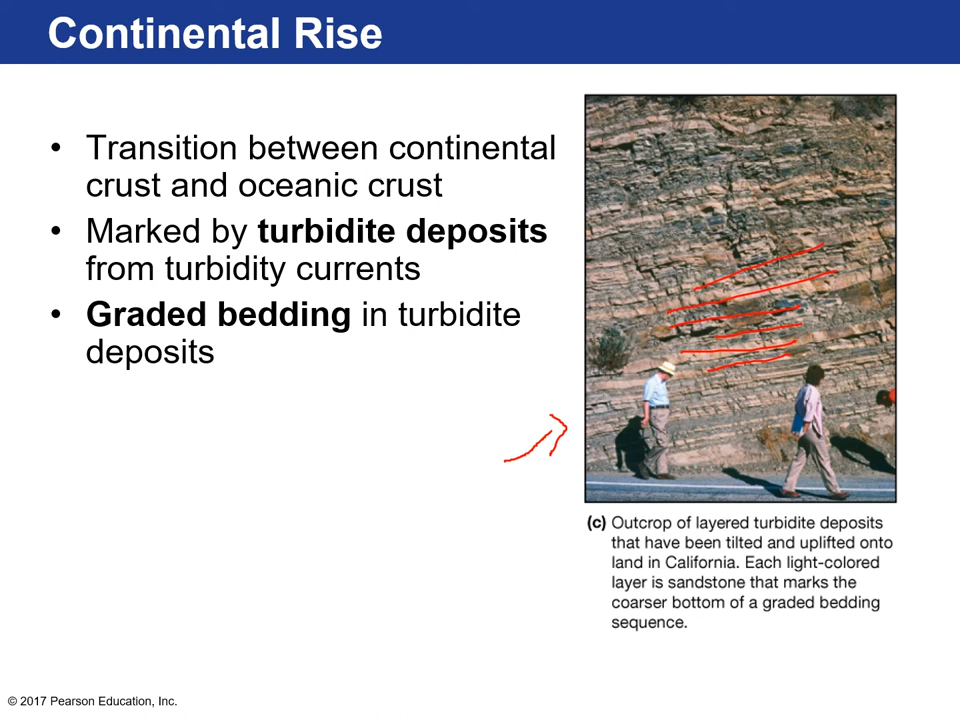 Continental Rise
• Transition between continental
crust and oceanic crust
• Marked by turbidite deposits
from turbidity currents
• Graded bedding in turbidite
deposits
(c) Outcrop of layered turbidite deposits
that have been tilted and uplifted onto
land in California. Each light-colored
layer is sandstone that marks the
coarser bottom of a graded bedding
sequence.
© 2017 Pearson Education, Inc.